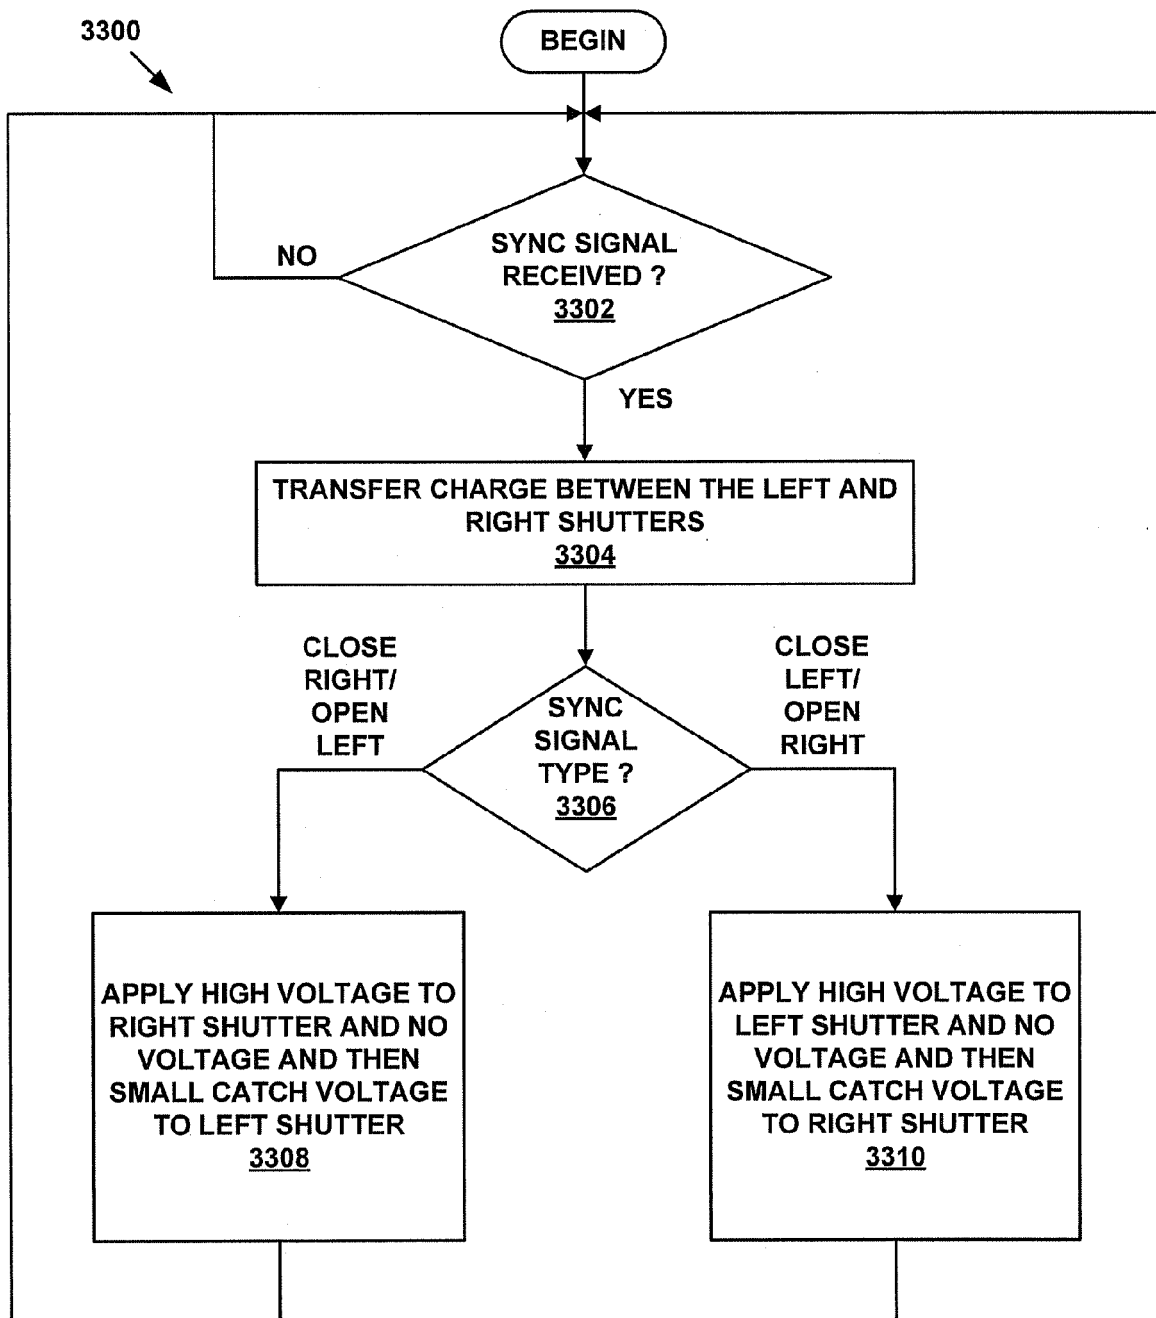 3300
BEGIN
SYNC SIGNAL
RECEIVED ?
3302
NO
YES
TRANSFER CHARGE BETWEEN THE LEFT AND
RIGHT SHUTTERS
3304
CLOSE
RIGHT/
OPEN
LEFT
SYNC
SIGNAL
TYPE ?
3306
CLOSE
LEFT/
OPEN
RIGHT
APPLY HIGH VOLTAGE TO
RIGHT SHUTTER AND NO
VOLTAGE AND THEN
SMALL CATCH VOLTAGE
TO LEFT SHUTTER
3308
APPLY HIGH VOLTAGE TO
LEFT SHUTTER AND NO
VOLTAGE AND THEN
SMALL CATCH VOLTAGE
TO RIGHT SHUTTER
3310